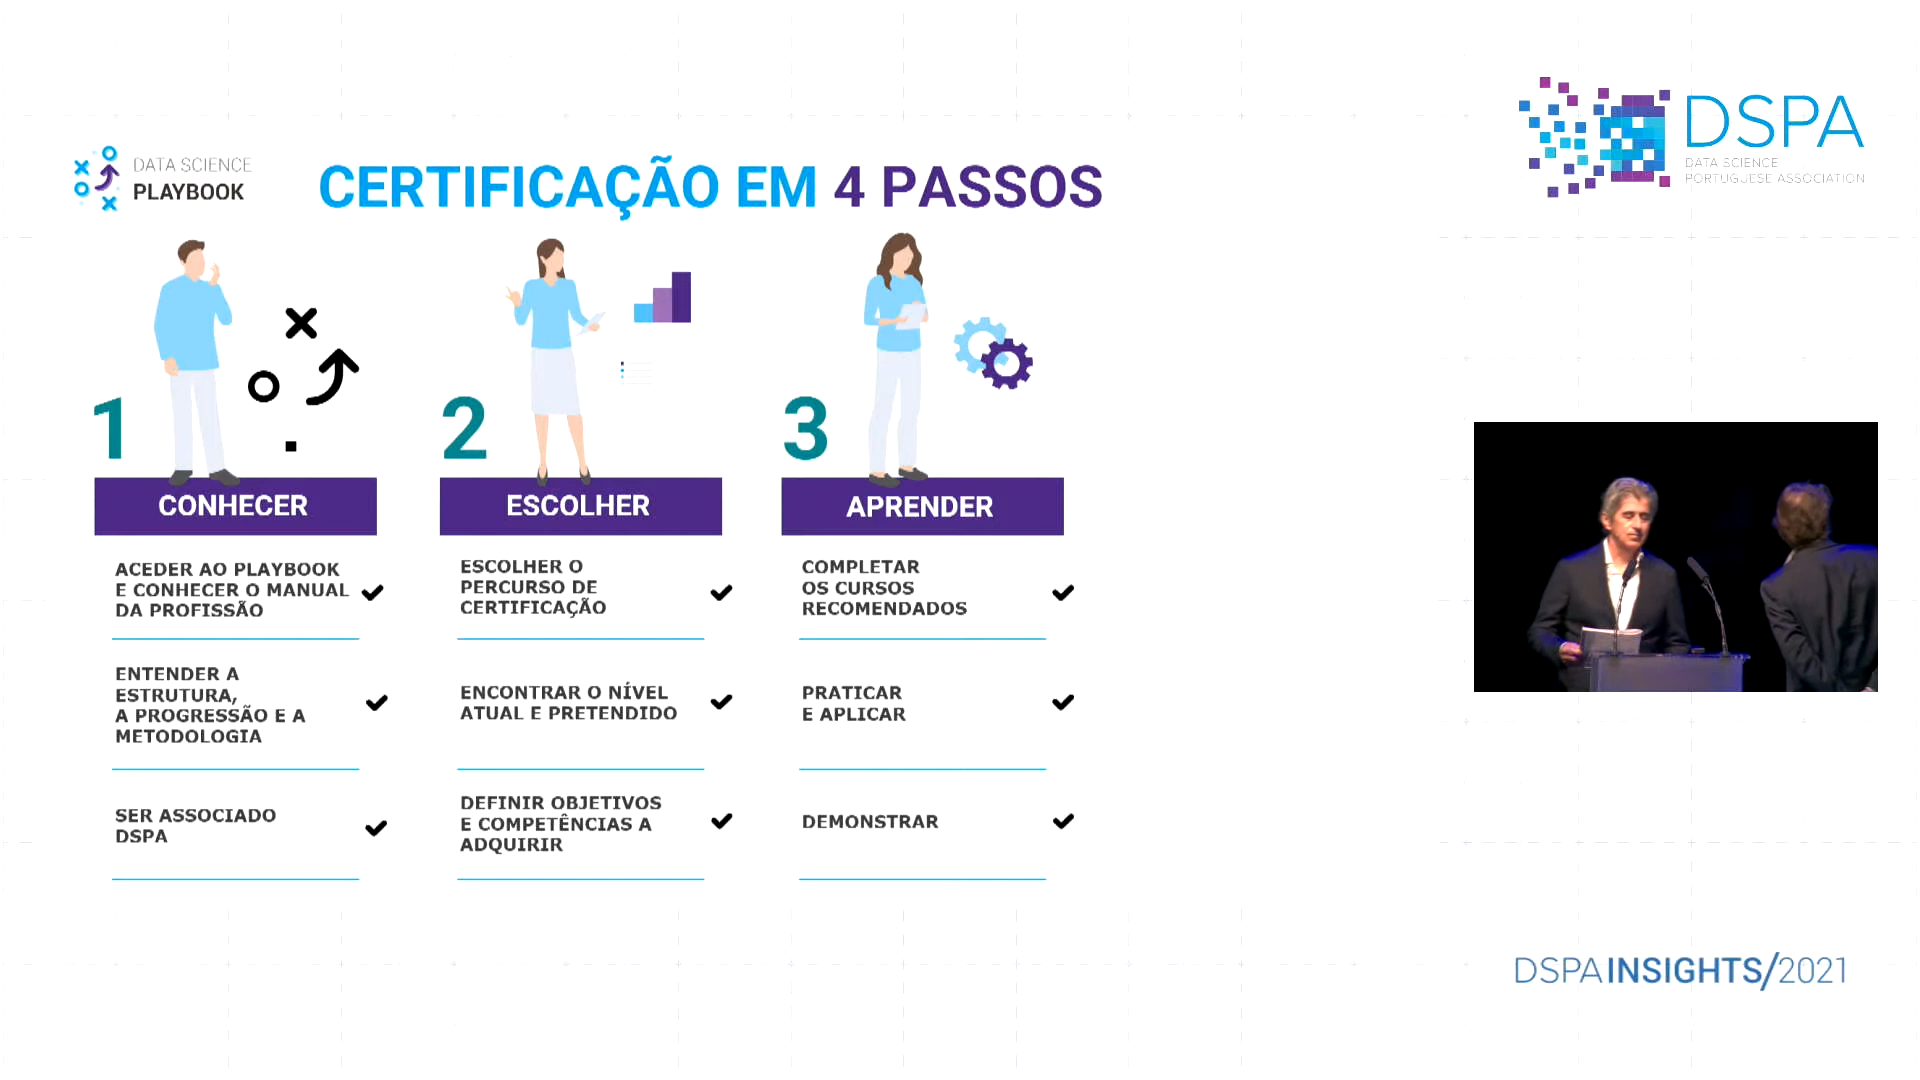 DATA SCIENCE
PLAYBOOK
CERTIFICAÇÃO EM 4 PASSOS
DSPA
DATA SCIENCE
PORTUGUESE ASSOCIATION
1
CONHECER
ACEDER AO PLAYBOOK
E CONHECER O MANUAL
DA PROFISSÃO
ENTENDER A
ESTRUTURA,
A PROGRESSÃO E A
METODOLOGIA
SER ASSOCIADO
DSPA
2
ESCOLHER
ESCOLHER O
PERCURSO DE
CERTIFICAÇÃO
ENCONTRAR O NÍVEL
ATUAL E PRETENDIDO
DEFINIR OBJETIVOS
E COMPETÊNCIAS A
ADQUIRIR
3
APRENDER
COMPLETAR
OS CURSOS
RECOMENDADOS
PRATICAR
E APLICAR
DEMONSTRAR
DSPAINSIGHTS/2021